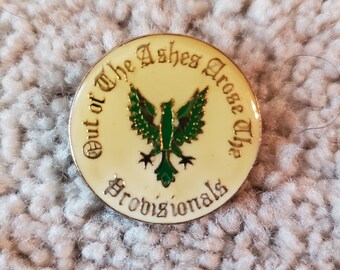 Out of The Ashes Arose The
Provisionals